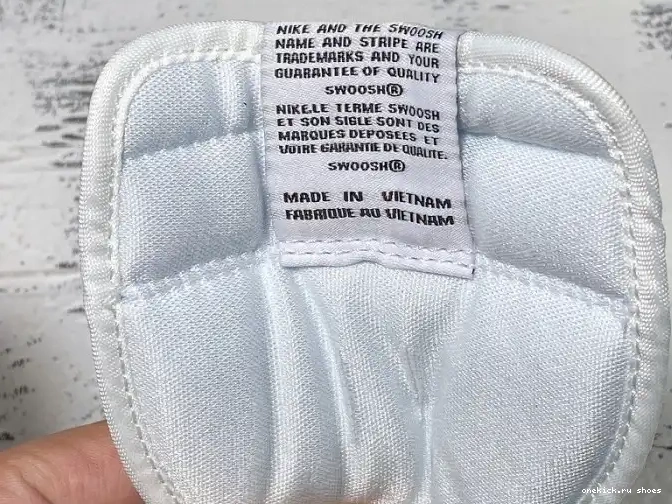 NIKE AND THE SWOOSH
NAME AND STRIPE ARE
TRADEMARKS AND YOUR
GUARANTEE OF QUALITY
SWOOSH®
NIKE.LE TERME SWOOSH
ET SON SIGLE SONT DES
MARQUES DEPOSEES ET
VOTRE GARANTIE DE QUALITE.
SWOOSH®
MADE IN VIETNAM
FABRIQUE AU VIETNAM
onekick.ru shoes